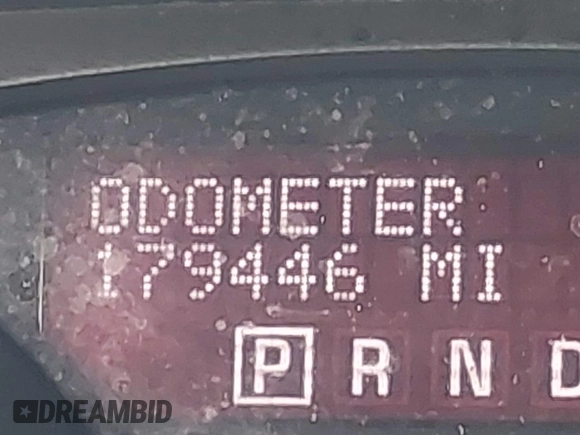 ODOMETER
179446 MI
P R N D
DREAMBID